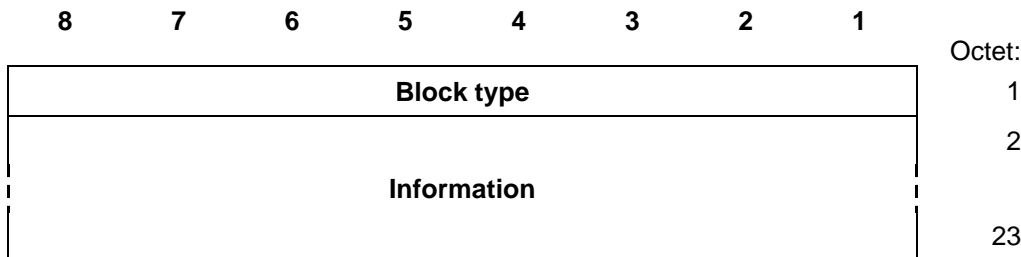 8 7 6 5 4 3 2 1
Octet:
Block type 1
2
Information
23